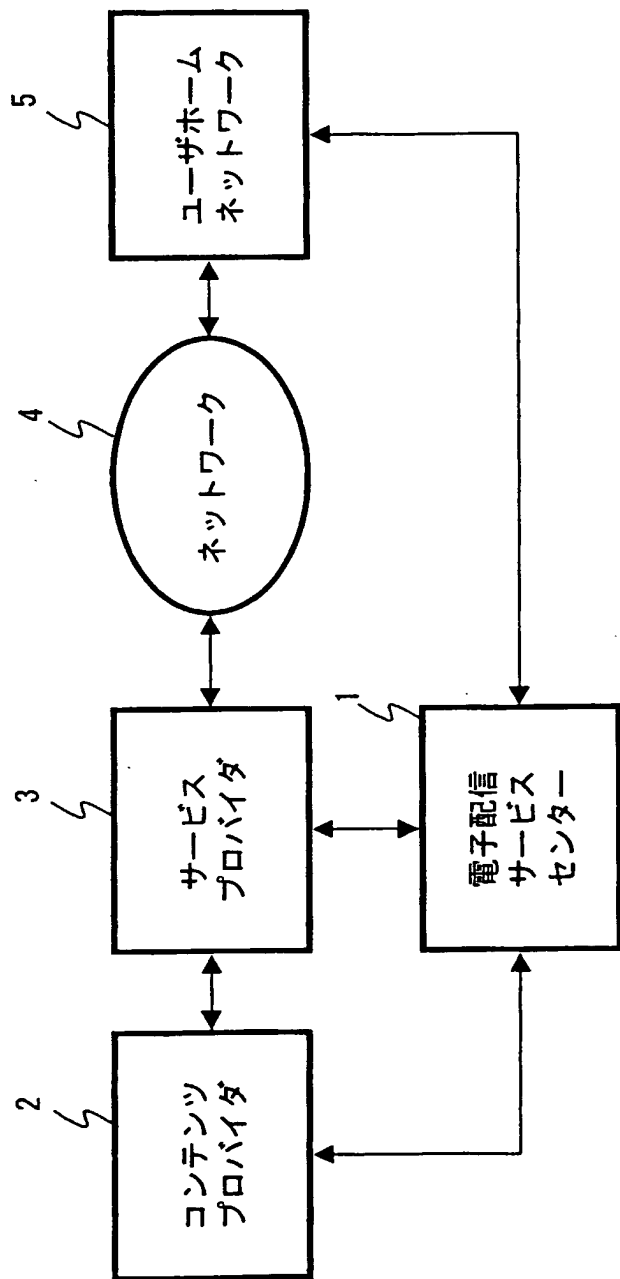 2
コンテンツ
プロバイダ
3
サービス
プロバイダ
4
ネットワーク
5
ユーザホーム
ネットワーク
1
電子配信
サービス
センター